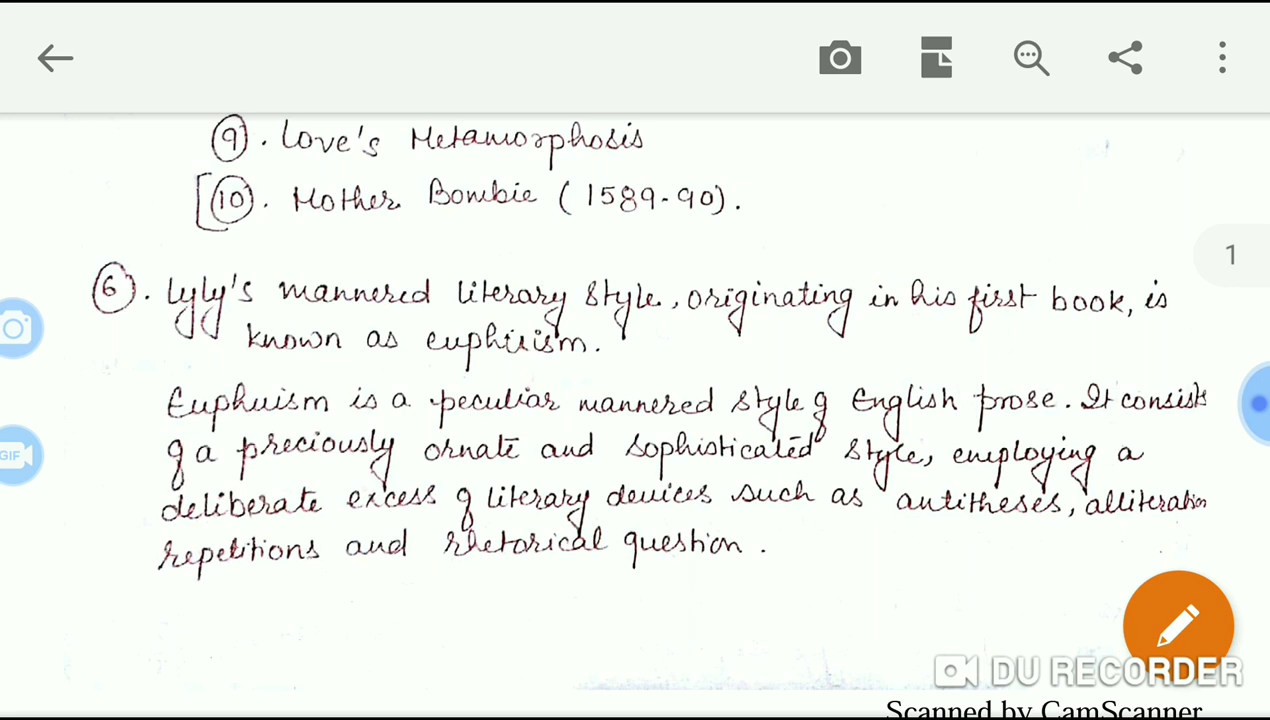 1
9. Love's Metamorphosis
10. Mother Bombie (1589-90).
6. Lyly's mannered literary style, originating in his first book, is
known as euphuism.
Euphuism is a peculiar mannered style of English prose. It consists
of a preciously ornate and sophisticated style, employing a
deliberate excess of literary devices such as antitheses, alliteration
repetitions and rhetorical question.
GIF
DU RECORDER
Scanned by CamScanner